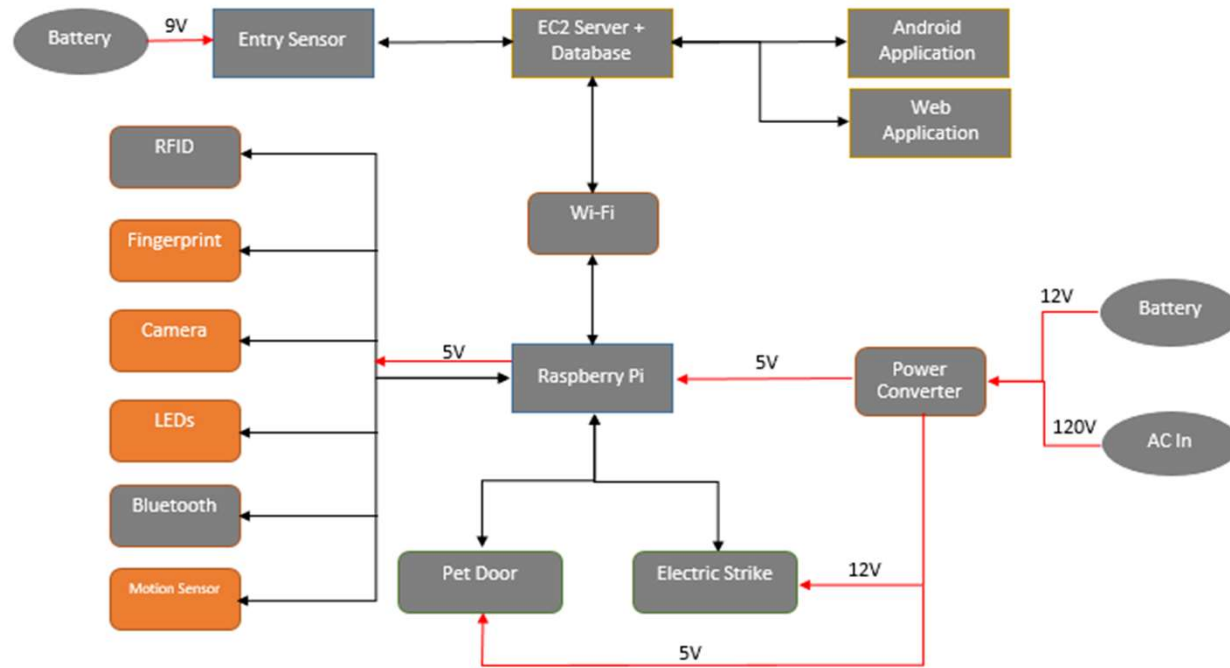 Battery
9V
Entry Sensor
EC2 Server +
Database
Android
Application
Web
Application
RFID
Fingerprint
Camera
LEDs
Bluetooth
Motion Sensor
Wi-Fi
5V
Raspberry Pi
5V
Power
Converter
12V
Battery
120V
AC In
Pet Door
Electric Strike
12V
5V